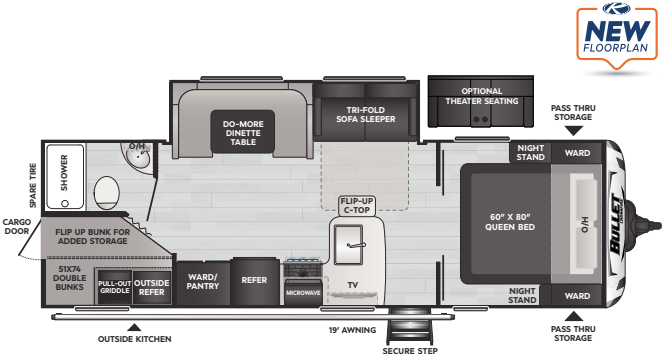 K
NEW
FLOORPLAN
OPTIONAL
THEATER SEATING
PASS THRU
STORAGE
DO-MORE
DINETTE
TABLE
TRI-FOLD
SOFA SLEEPER
O/H
NIGHT
STAND
WARD
SPARE TIRE
SHOWER
FLIP-UP
C-TOP
60" X 80"
QUEEN BED
O/H
BULLET
CARGO
DOOR
FLIP UP BUNK FOR
ADDED STORAGE
51X74
DOUBLE
BUNKS
PULL-OUT
GRIDDLE
OUTSIDE
REFER
WARD/
PANTRY
REFER
MICROWAVE
TV
NIGHT
STAND
WARD
OUTSIDE KITCHEN
19' AWNING
SECURE STEP
PASS THRU
STORAGE